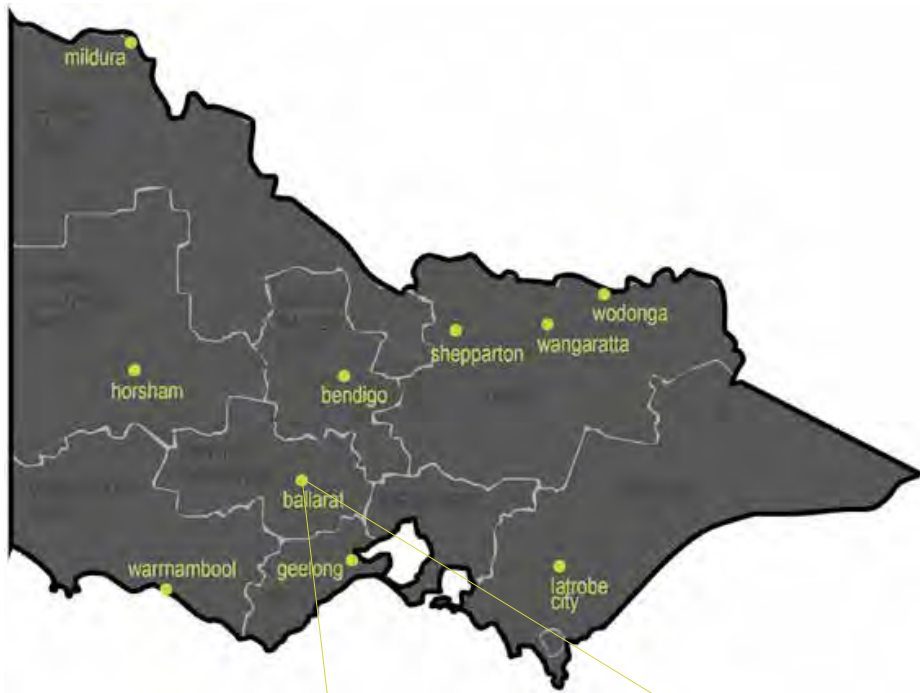 mildura
wodonga
shepparton
wangaratta
horsham
bendigo
ballarat
warrnambool
geelong
latrobe
city